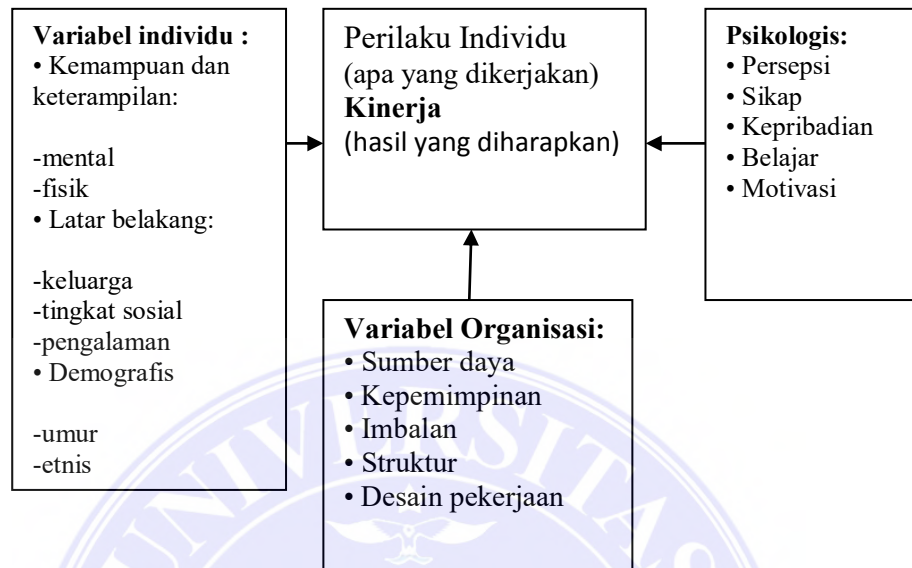 Variabel individu :
• Kemampuan dan
keterampilan:
-mental
-fisik
• Latar belakang:
-keluarga
-tingkat sosial
-pengalaman
• Demografis
-umur
-etnis
Perilaku Individu
(apa yang dikerjakan)
Kinerja
(hasil yang diharapkan)
Psikologis:
• Persepsi
• Sikap
• Kepribadian
• Belajar
• Motivasi
Variabel Organisasi:
• Sumber daya
• Kepemimpinan
• Imbalan
• Struktur
• Desain pekerjaan
UNIVERSITAS